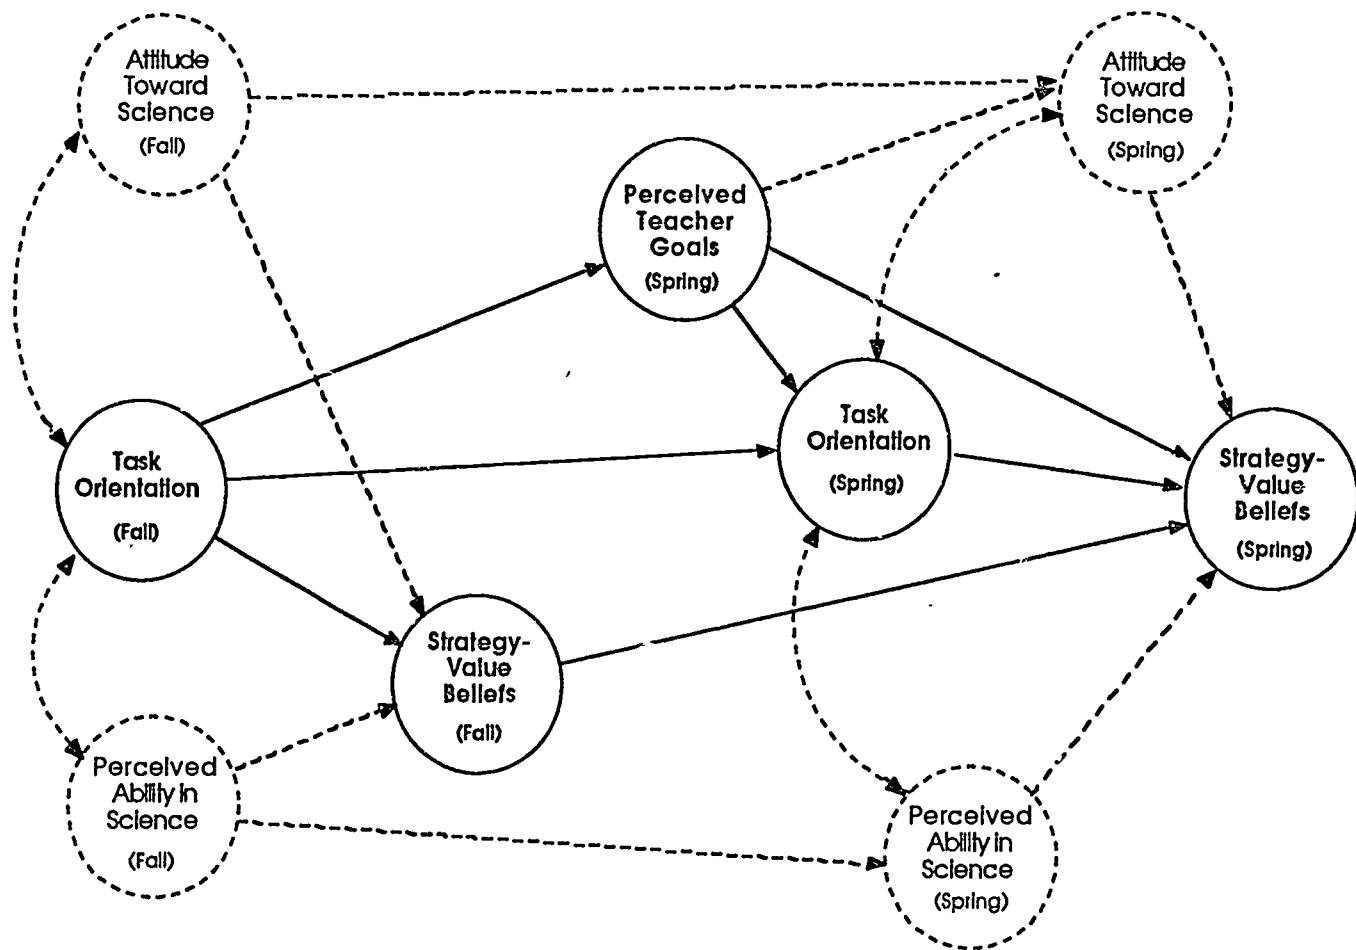 Attitude
Toward
Science
(Fall)
Attitude
Toward
Science
(Spring)
Perceived
Teacher
Goals
(Spring)
Task
Orientation
(Fall)
Task
Orientation
(Spring)
Strategy-
Value
Beliefs
(Spring)
Strategy-
Value
Beliefs
(Fall)
Perceived
Ability in
Science
(Fall)
Perceived
Ability in
Science
(Spring)